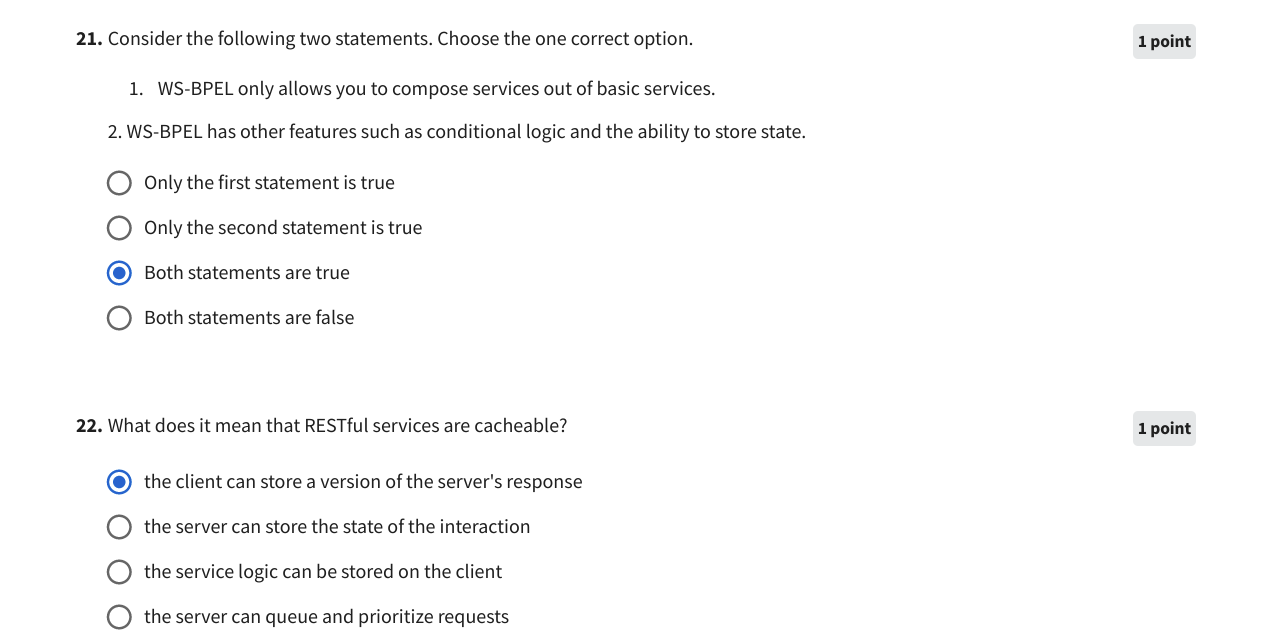 21. Consider the following two statements. Choose the one correct option.
1 point
1. WS-BPEL only allows you to compose services out of basic services.
2. WS-BPEL has other features such as conditional logic and the ability to store state.
Only the first statement is true
Only the second statement is true
Both statements are true
Both statements are false
22. What does it mean that RESTful services are cacheable?
1 point
the client can store a version of the server's response
the server can store the state of the interaction
the service logic can be stored on the client
the server can queue and prioritize requests